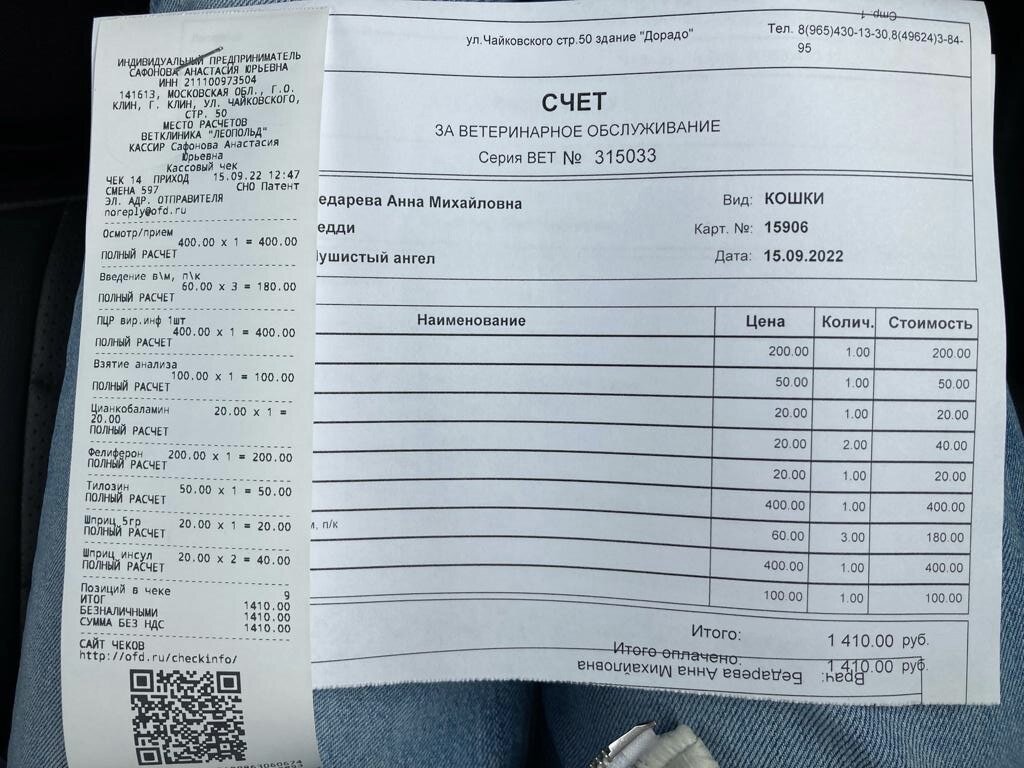 ИНДИВИДУАЛЬНЫЙ ПРЕДПРИНИМАТЕЛЬ
САФОНОВА АНАСТАСИЯ ЮРЬЕВНА
ИНН 211100973504
141613, МОСКОВСКАЯ ОБЛ., Г.О.
КЛИН, Г. КЛИН, УЛ. ЧАЙКОВСКОГО,
СТР. 50
МЕСТО РАСЧЕТОВ
ВЕТКЛИНИКА "ЛЕОПОЛЬД"
КАССИР Сафонова Анастасия
Юрьевна
Кассовый чек
ЧЕК 14 ПРИХОД 15.09.22 12:47
СМЕНА 597 СНО Патент
ЭЛ. АДР. ОТПРАВИТЕЛЯ
noreply@ofd.ru
Осмотр/прием
400.00 x 1 = 400.00
ПОЛНЫЙ РАСЧЕТ
Введение в\м, п\к
60.00 x 3 = 180.00
ПОЛНЫЙ РАСЧЕТ
ПЦР вир.инф 1шт
400.00 x 1 = 400.00
ПОЛНЫЙ РАСЧЕТ
Взятие анализа
100.00 x 1 = 100.00
ПОЛНЫЙ РАСЧЕТ
Цианкобаламин 20.00 x 1 =
20.00
ПОЛНЫЙ РАСЧЕТ
Фелиферон 200.00 x 1 = 200.00
ПОЛНЫЙ РАСЧЕТ
Тилозин 50.00 x 1 = 50.00
ПОЛНЫЙ РАСЧЕТ
Шприц 5гр 20.00 x 1 = 20.00
ПОЛНЫЙ РАСЧЕТ
Шприц инсул 20.00 x 2 = 40.00
ПОЛНЫЙ РАСЧЕТ
Позиций в чеке 9
ИТОГ 1410.00
БЕЗНАЛИЧНЫМИ 1410.00
СУММА БЕЗ НДС 1410.00
САЙТ ЧЕКОВ
http://ofd.ru/checkinfo/
Стр. 1
ул.Чайковского стр.50 здание "Дорадо"
Тел. 8(965)430-13-30,8(49624)3-84-
95
СЧЕТ
ЗА ВЕТЕРИНАРНОЕ ОБСЛУЖИВАНИЕ
Серия ВЕТ № 315033
едарева Анна Михайловна Вид: КОШКИ
едди Карт. №: 15906
ушистый ангел Дата: 15.09.2022
Наименование Цена Колич. Стоимость
200.00 1.00 200.00
50.00 1.00 50.00
20.00 1.00 20.00
20.00 2.00 40.00
20.00 1.00 20.00
400.00 1.00 400.00
м, п/к 60.00 3.00 180.00
400.00 1.00 400.00
100.00 1.00 100.00
Итого: 1 410.00 руб.
Итого оплачено: 1 410.00 руб.
Врач: Бедарева Анна Михайловна